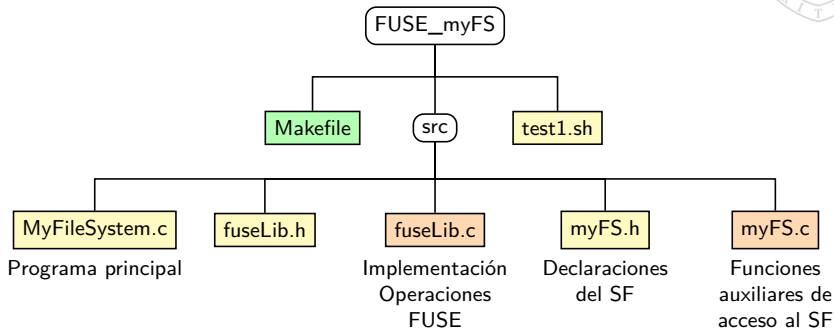 FUSE_myFS
Makefile
src
test1.sh
MyFileSystem.c
fuseLib.h
fuseLib.c
myFS.h
myFS.c
Programa principal
Implementación
Operaciones
FUSE
Declaraciones
del SF
Funciones
auxiliares de
acceso al SF